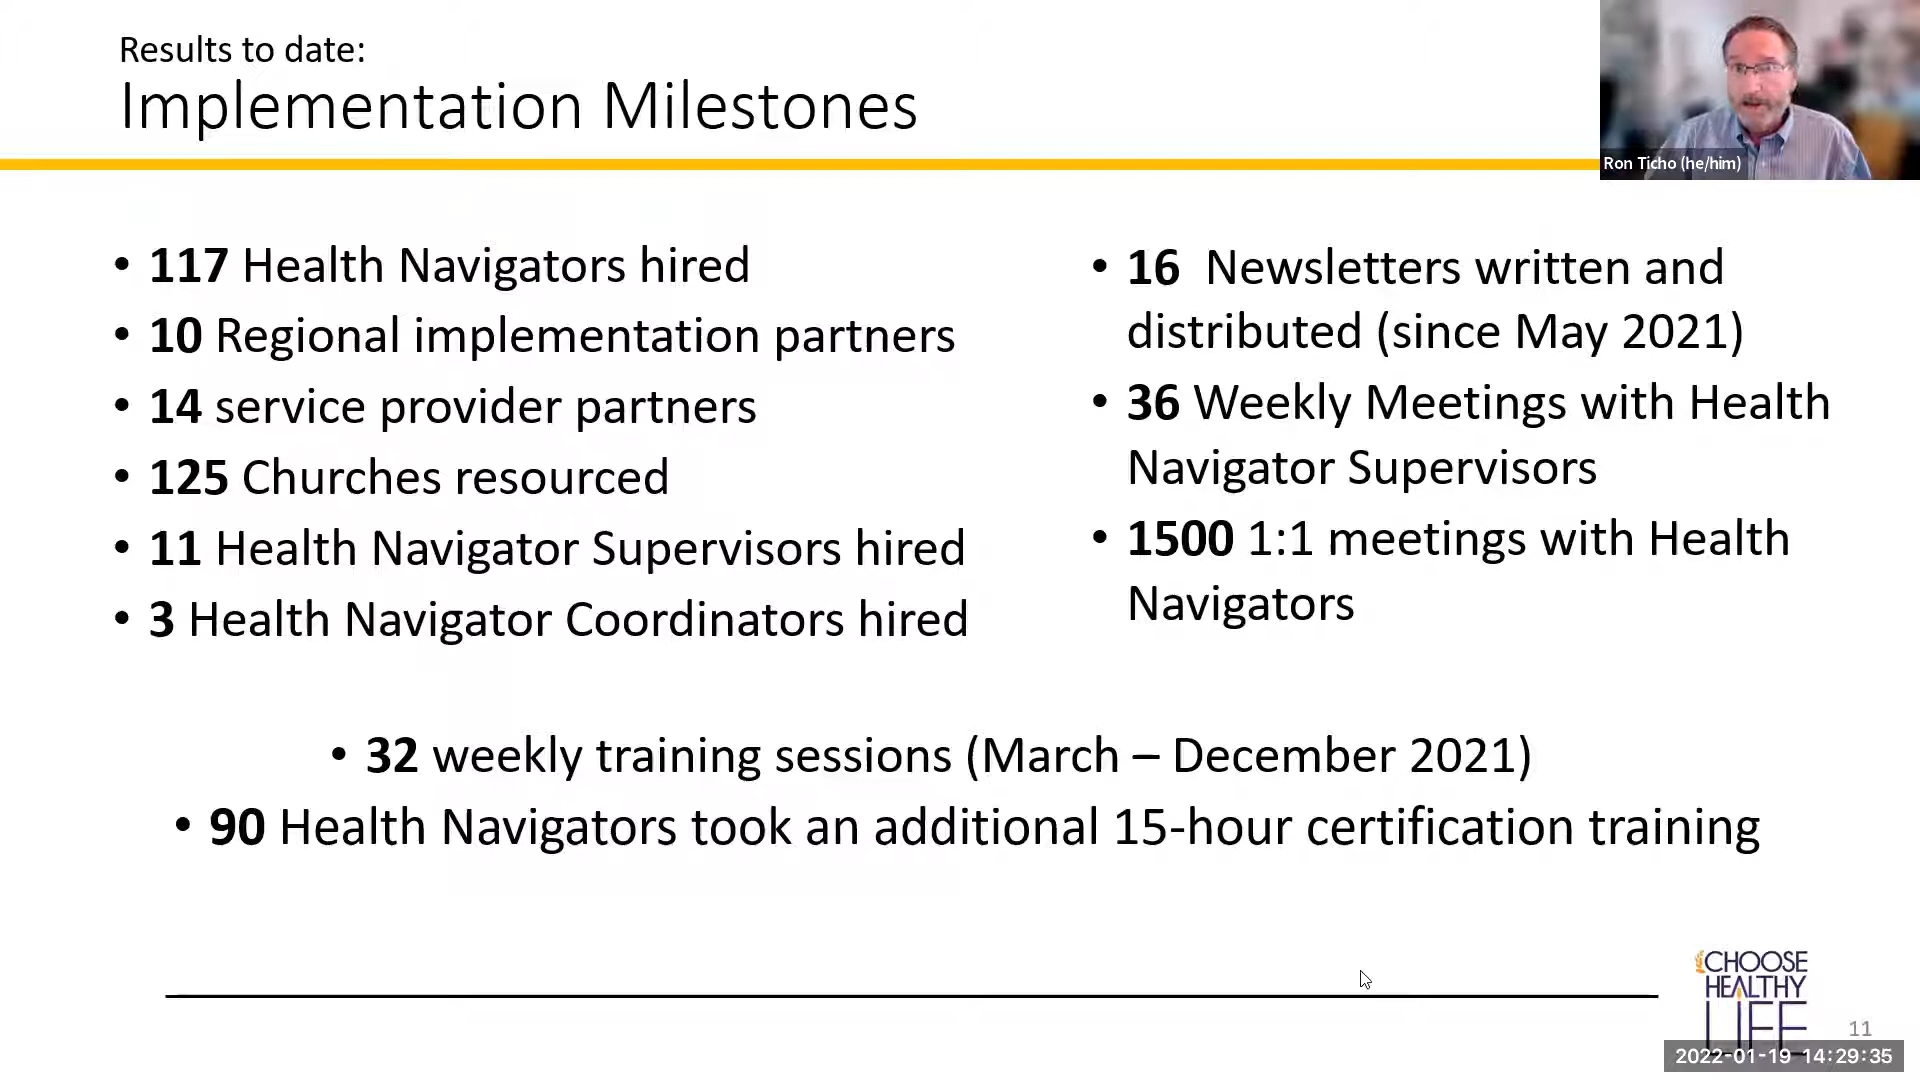 Results to date:
Implementation Milestones
Ron Ticho (he/him)
• 117 Health Navigators hired
• 10 Regional implementation partners
• 14 service provider partners
• 125 Churches resourced
• 11 Health Navigator Supervisors hired
• 3 Health Navigator Coordinators hired
• 16 Newsletters written and
distributed (since May 2021)
• 36 Weekly Meetings with Health
Navigator Supervisors
• 1500 1:1 meetings with Health
Navigators
• 32 weekly training sessions (March – December 2021)
• 90 Health Navigators took an additional 15-hour certification training
CHOOSE
HEALTHY
LIFE
11
2022-01-19 14:29:35